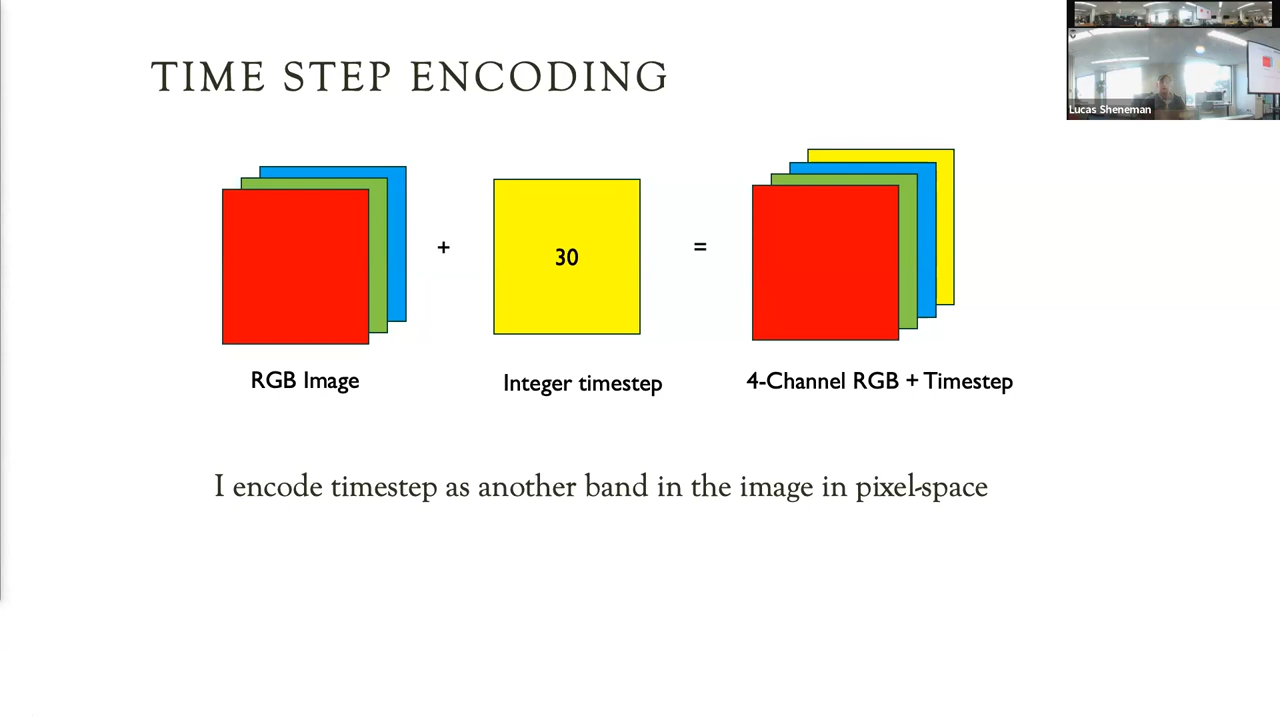 TIME STEP ENCODING
Lucas Sheneman
+
30
=
RGB Image
Integer timestep
4-Channel RGB + Timestep
I encode timestep as another band in the image in pixel-space